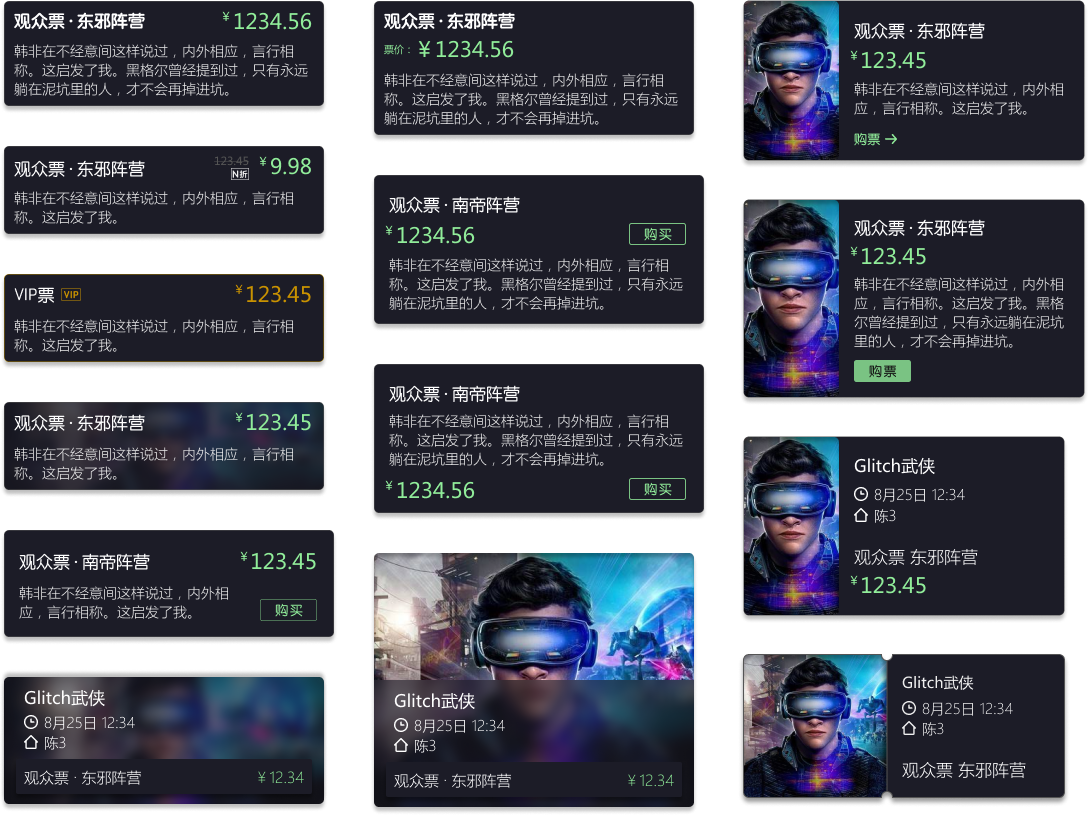 观众票 · 东邪阵营
¥1234.56
韩非在不经意间这样说过，内外相应，言行相
称。这启发了我。黑格尔曾经提到过，只有永远
躺在泥坑里的人，才不会再掉进坑。
观众票 · 东邪阵营
123.45
N折
¥9.98
韩非在不经意间这样说过，内外相应，言行相
称。这启发了我。
VIP票 VIP
¥123.45
韩非在不经意间这样说过，内外相应，言行相
称。这启发了我。
观众票 · 东邪阵营
¥123.45
韩非在不经意间这样说过，内外相应，言行相
称。这启发了我。
观众票 · 南帝阵营
¥123.45
韩非在不经意间这样说过，内外相
应，言行相称。这启发了我。
购买
Glitch武侠
8月25日 12:34
陈3
观众票 · 东邪阵营
¥ 12.34
观众票 · 东邪阵营
票价： ¥ 1234.56
韩非在不经意间这样说过，内外相应，言行相
称。这启发了我。黑格尔曾经提到过，只有永远
躺在泥坑里的人，才不会再掉进坑。
观众票 · 南帝阵营
¥1234.56
购买
韩非在不经意间这样说过，内外相应，言行相
称。这启发了我。黑格尔曾经提到过，只有永远
躺在泥坑里的人，才不会再掉进坑。
观众票 · 南帝阵营
韩非在不经意间这样说过，内外相应，言行相
称。这启发了我。黑格尔曾经提到过，只有永远
躺在泥坑里的人，才不会再掉进坑。
¥1234.56
购买
Glitch武侠
8月25日 12:34
陈3
观众票 · 东邪阵营
¥ 12.34
观众票 · 东邪阵营
¥123.45
韩非在不经意间这样说过，内外相
应，言行相称。这启发了我。
购票 →
观众票 · 东邪阵营
¥123.45
韩非在不经意间这样说过，内外相
应，言行相称。这启发了我。黑格
尔曾经提到过，只有永远躺在泥坑
里的人，才不会再掉进坑。
购票
Glitch武侠
8月25日 12:34
陈3
观众票 东邪阵营
¥123.45
Glitch武侠
8月25日 12:34
陈3
观众票 东邪阵营